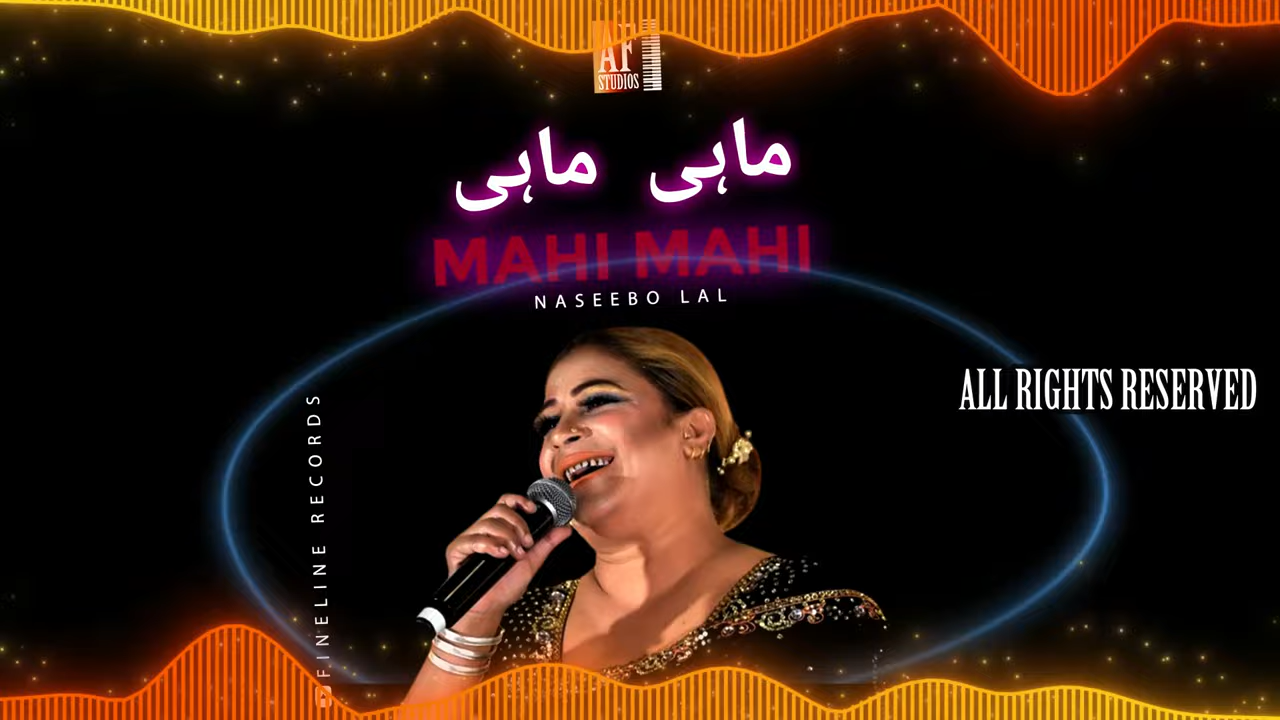 AF
STUDIOS
ماہی ماہی
MAHI MAHI
NASEEBO LAL
ALL RIGHTS RESERVED
FINELINE RECORDS